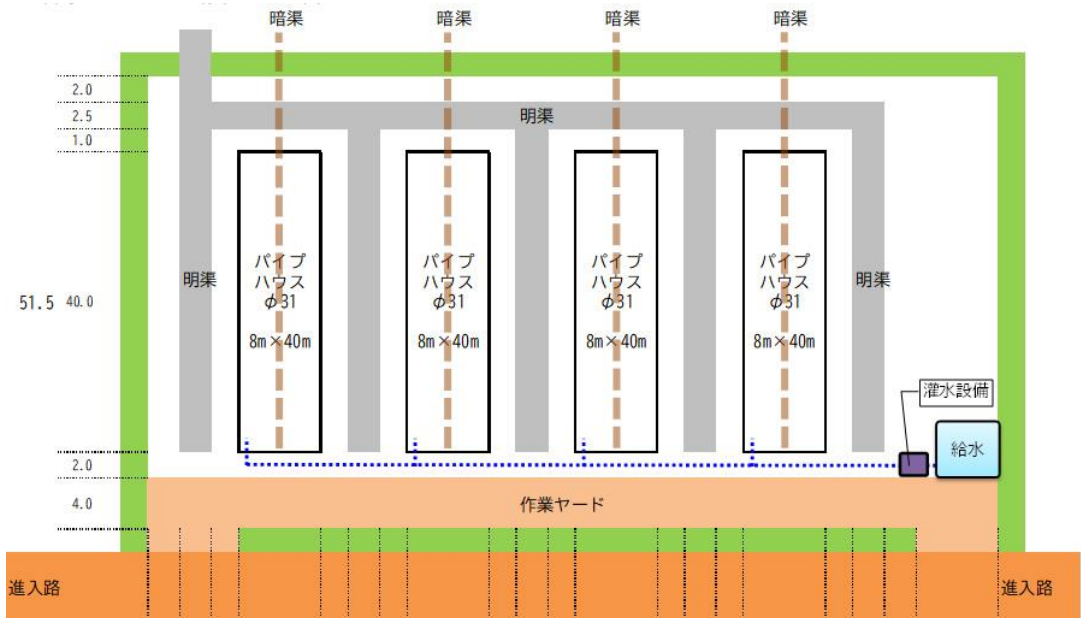 暗渠
暗渠
暗渠
暗渠
2.0
2.5
明渠
1.0
パイプ
ハウス
φ31
8m×40m
パイプ
ハウス
φ31
8m×40m
パイプ
ハウス
φ31
8m×40m
パイプ
ハウス
φ31
8m×40m
明渠
明渠
51.5
40.0
灌水設備
給水
2.0
4.0
作業ヤード
進入路
進入路